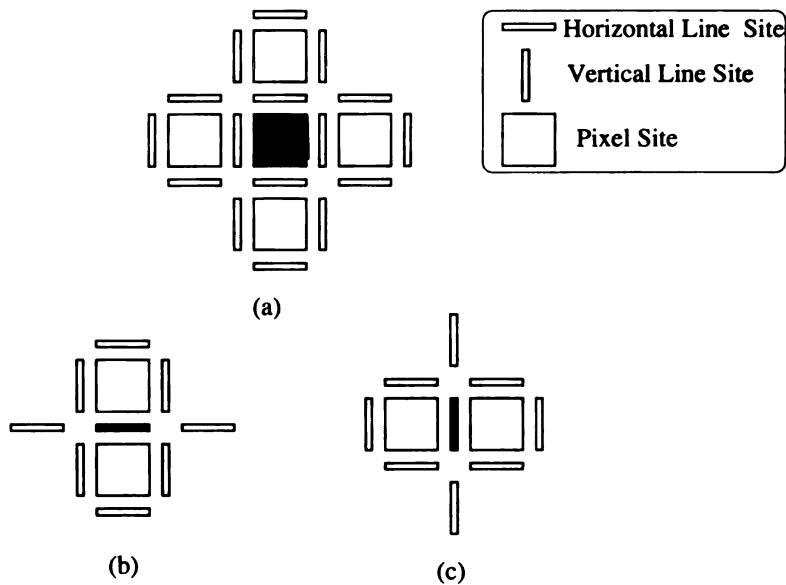 Horizontal Line Site
Vertical Line Site
Pixel Site
(a)
(b)
(c)